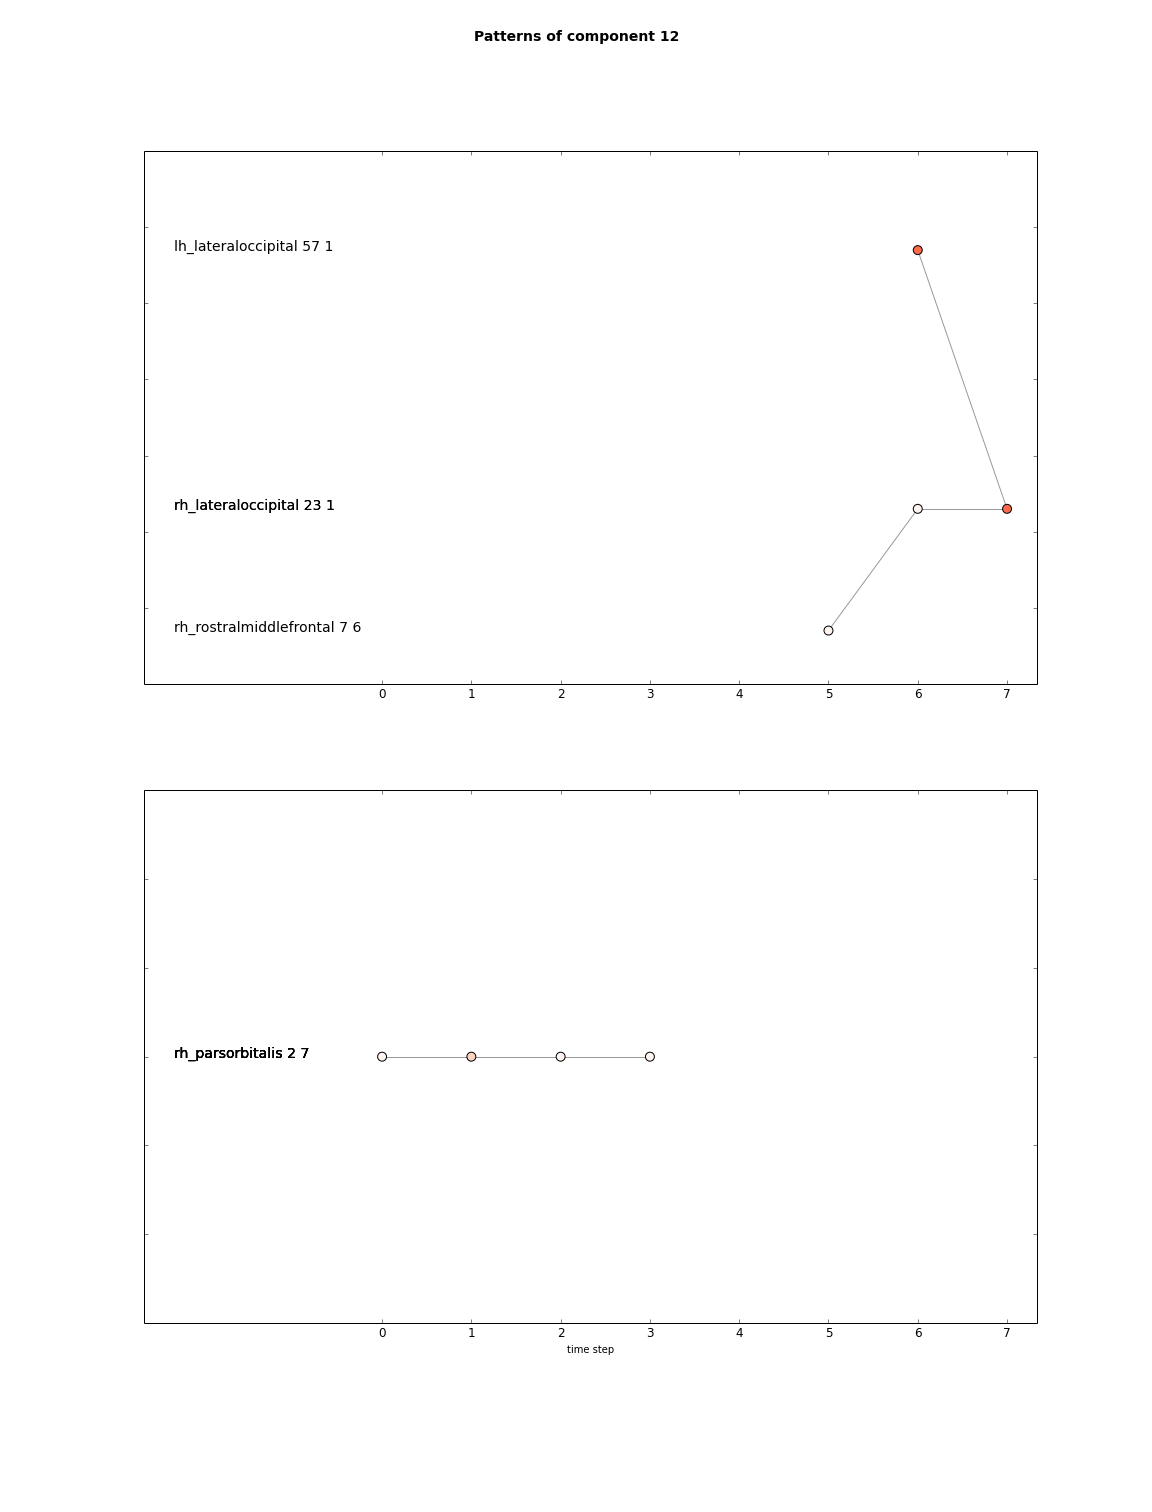 Patterns of component 12
lh_lateraloccipital 57 1
rh_lateraloccipital 23 1
rh_rostralmiddlefrontal 7 6
0 1 2 3 4 5 6 7
rh_parsorbitalis 2 7
0 1 2 3 4 5 6 7
time step